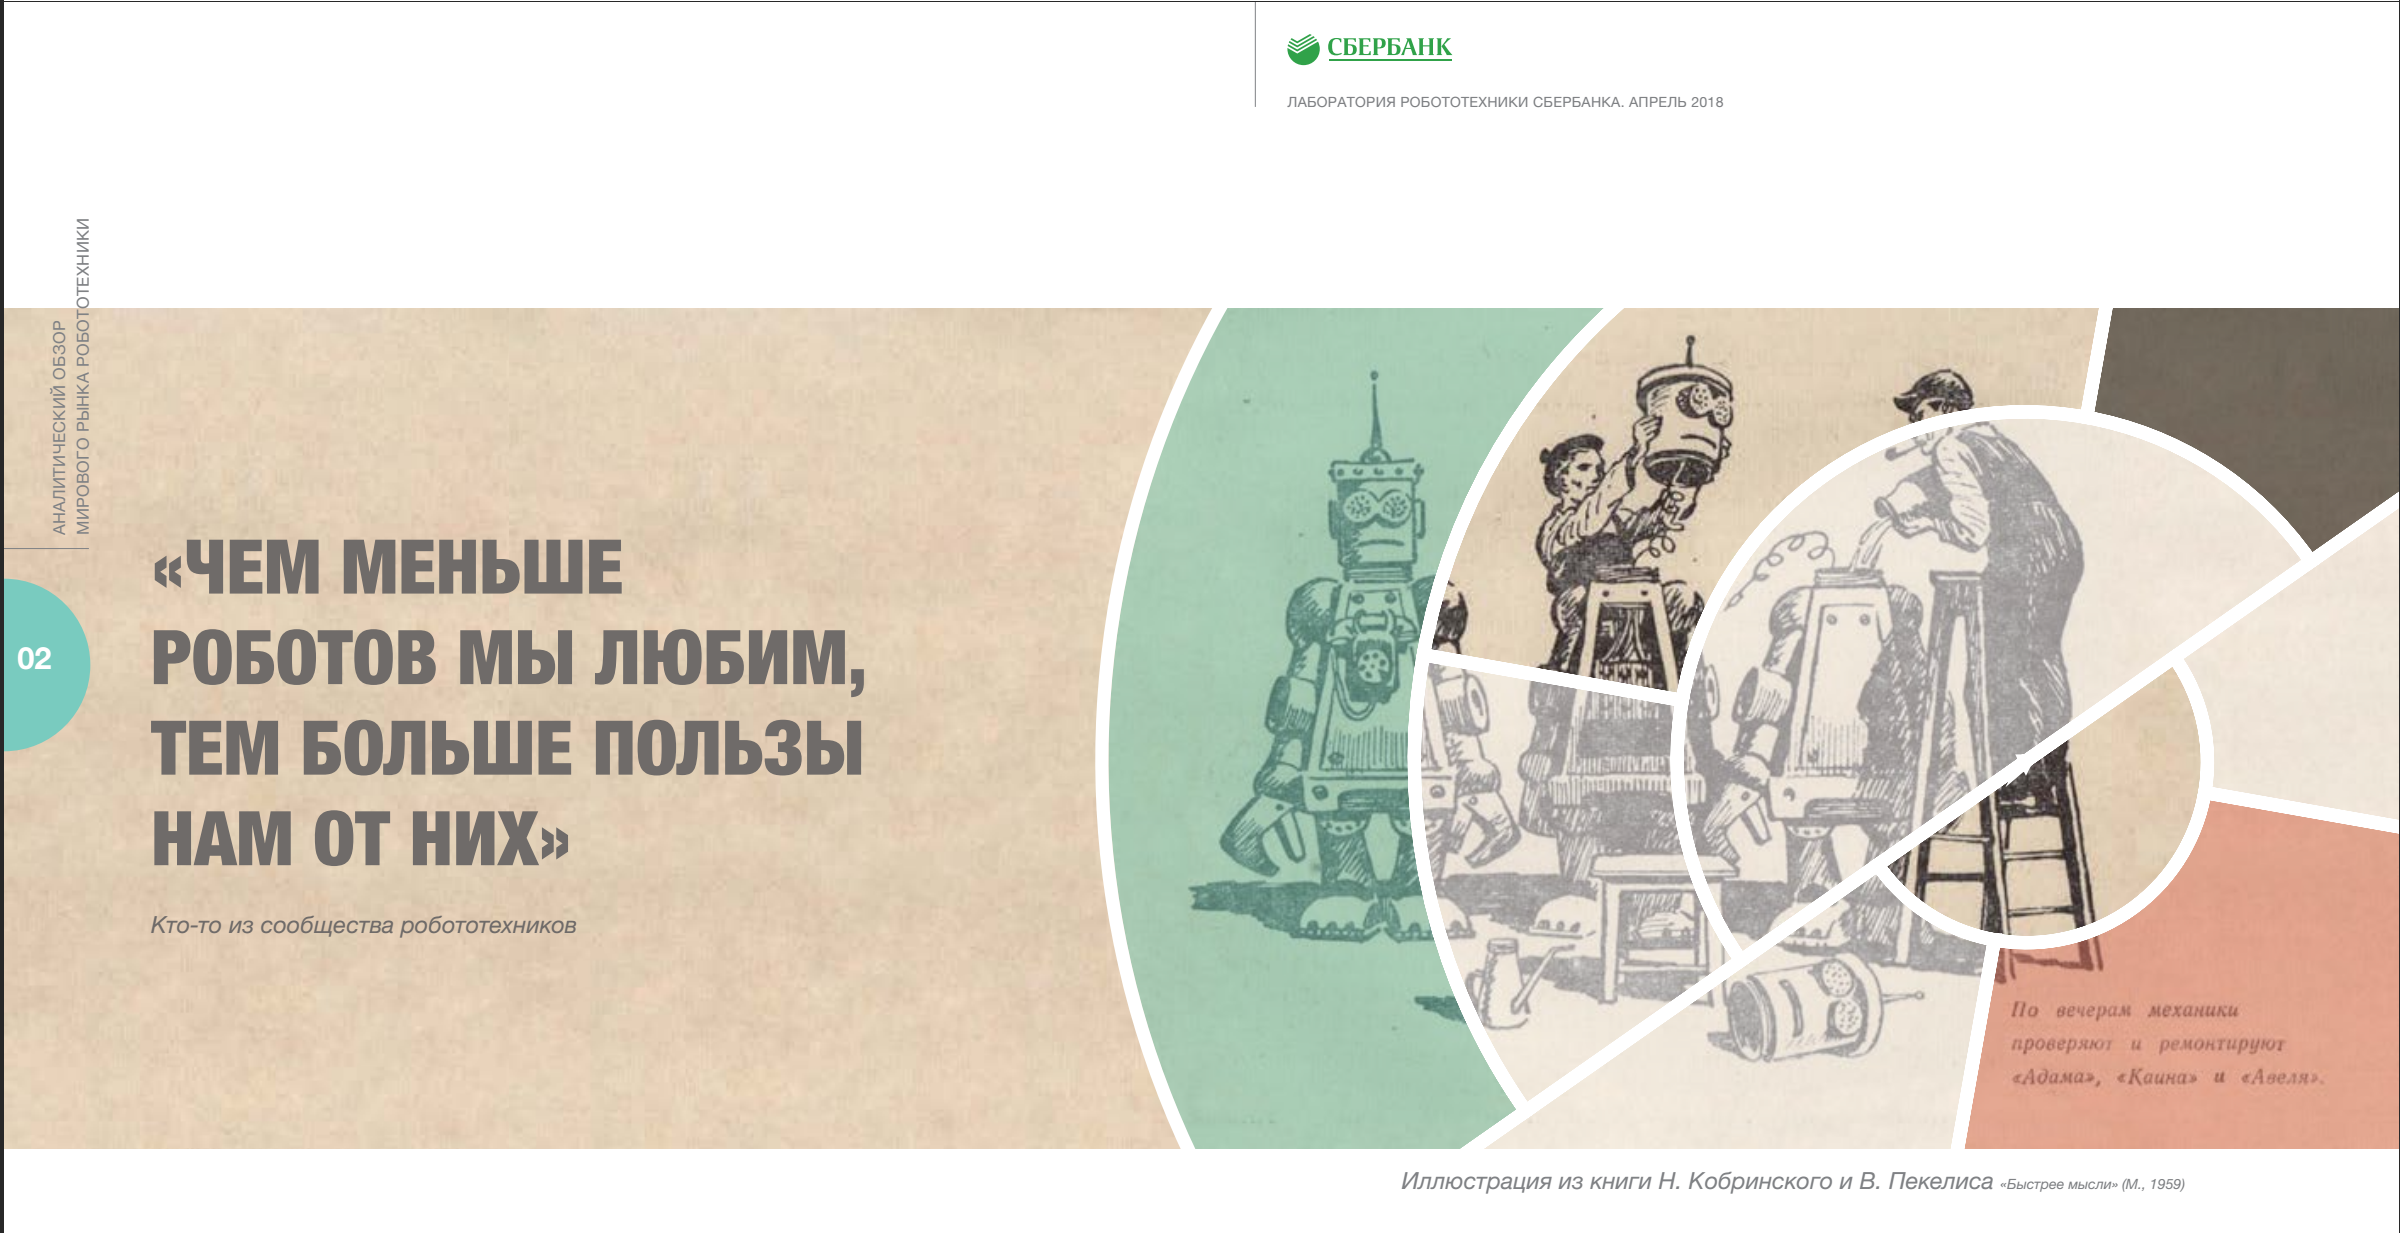 СБЕРБАНК
ЛАБОРАТОРИЯ РОБОТОТЕХНИКИ СБЕРБАНКА. АПРЕЛЬ 2018
АНАЛИТИЧЕСКИЙ ОБЗОР
МИРОВОГО РЫНКА РОБОТОТЕХНИКИ
02
«ЧЕМ МЕНЬШЕ
РОБОТОВ МЫ ЛЮБИМ,
ТЕМ БОЛЬШЕ ПОЛЬЗЫ
НАМ ОТ НИХ»
Кто-то из сообщества робототехников
По вечерам механики
проверяют и ремонтируют
«Адама», «Каина» и «Авеля».
Иллюстрация из книги Н. Кобринского и В. Пекелиса «Быстрее мысли» (М., 1959)